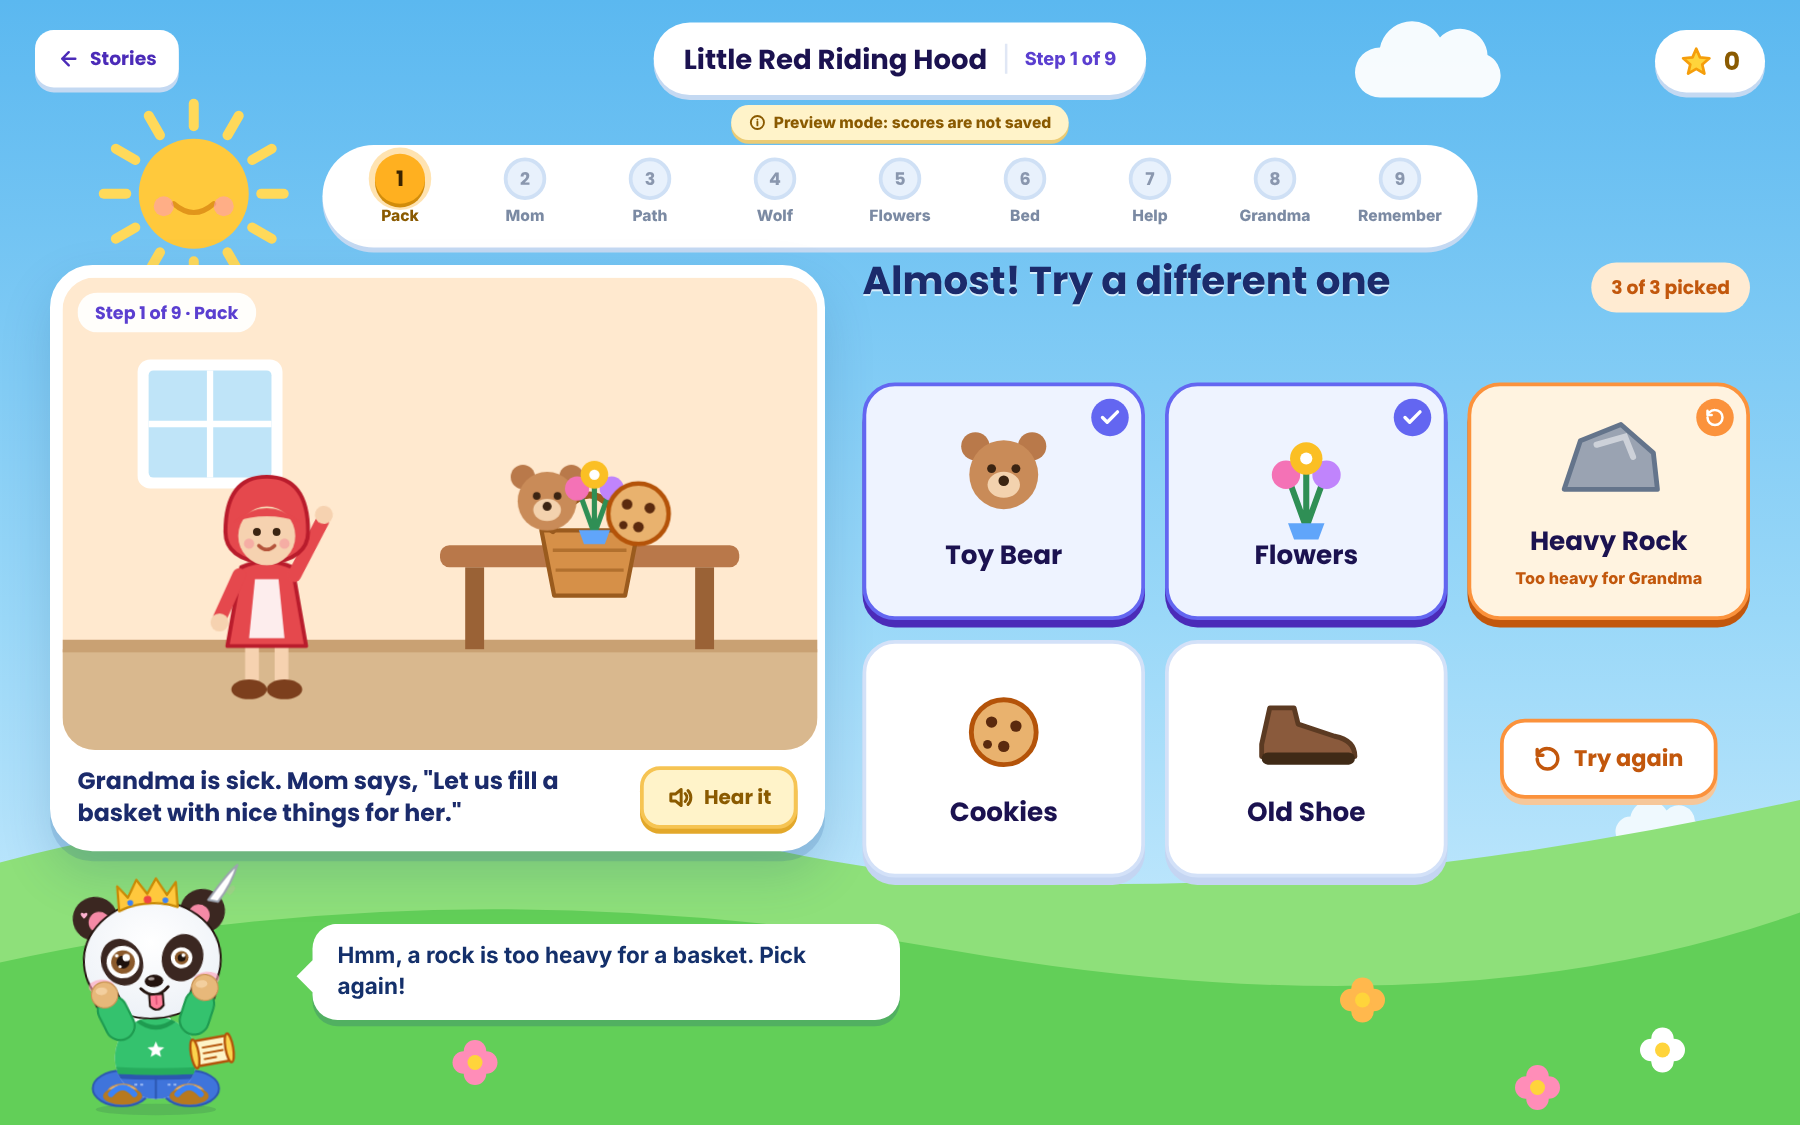 Stories
Little Red Riding Hood
Step 1 of 9
0
Preview mode: scores are not saved
1
2
3
4
5
6
7
8
9
Pack
Mom
Path
Wolf
Flowers
Bed
Help
Grandma
Remember
Step 1 of 9 · Pack
Grandma is sick. Mom says, "Let us fill a
basket with nice things for her."
Hear it
Almost! Try a different one
3 of 3 picked
Toy Bear
Flowers
Heavy Rock
Too heavy for Grandma
Cookies
Old Shoe
Try again
Hmm, a rock is too heavy for a basket. Pick
again!